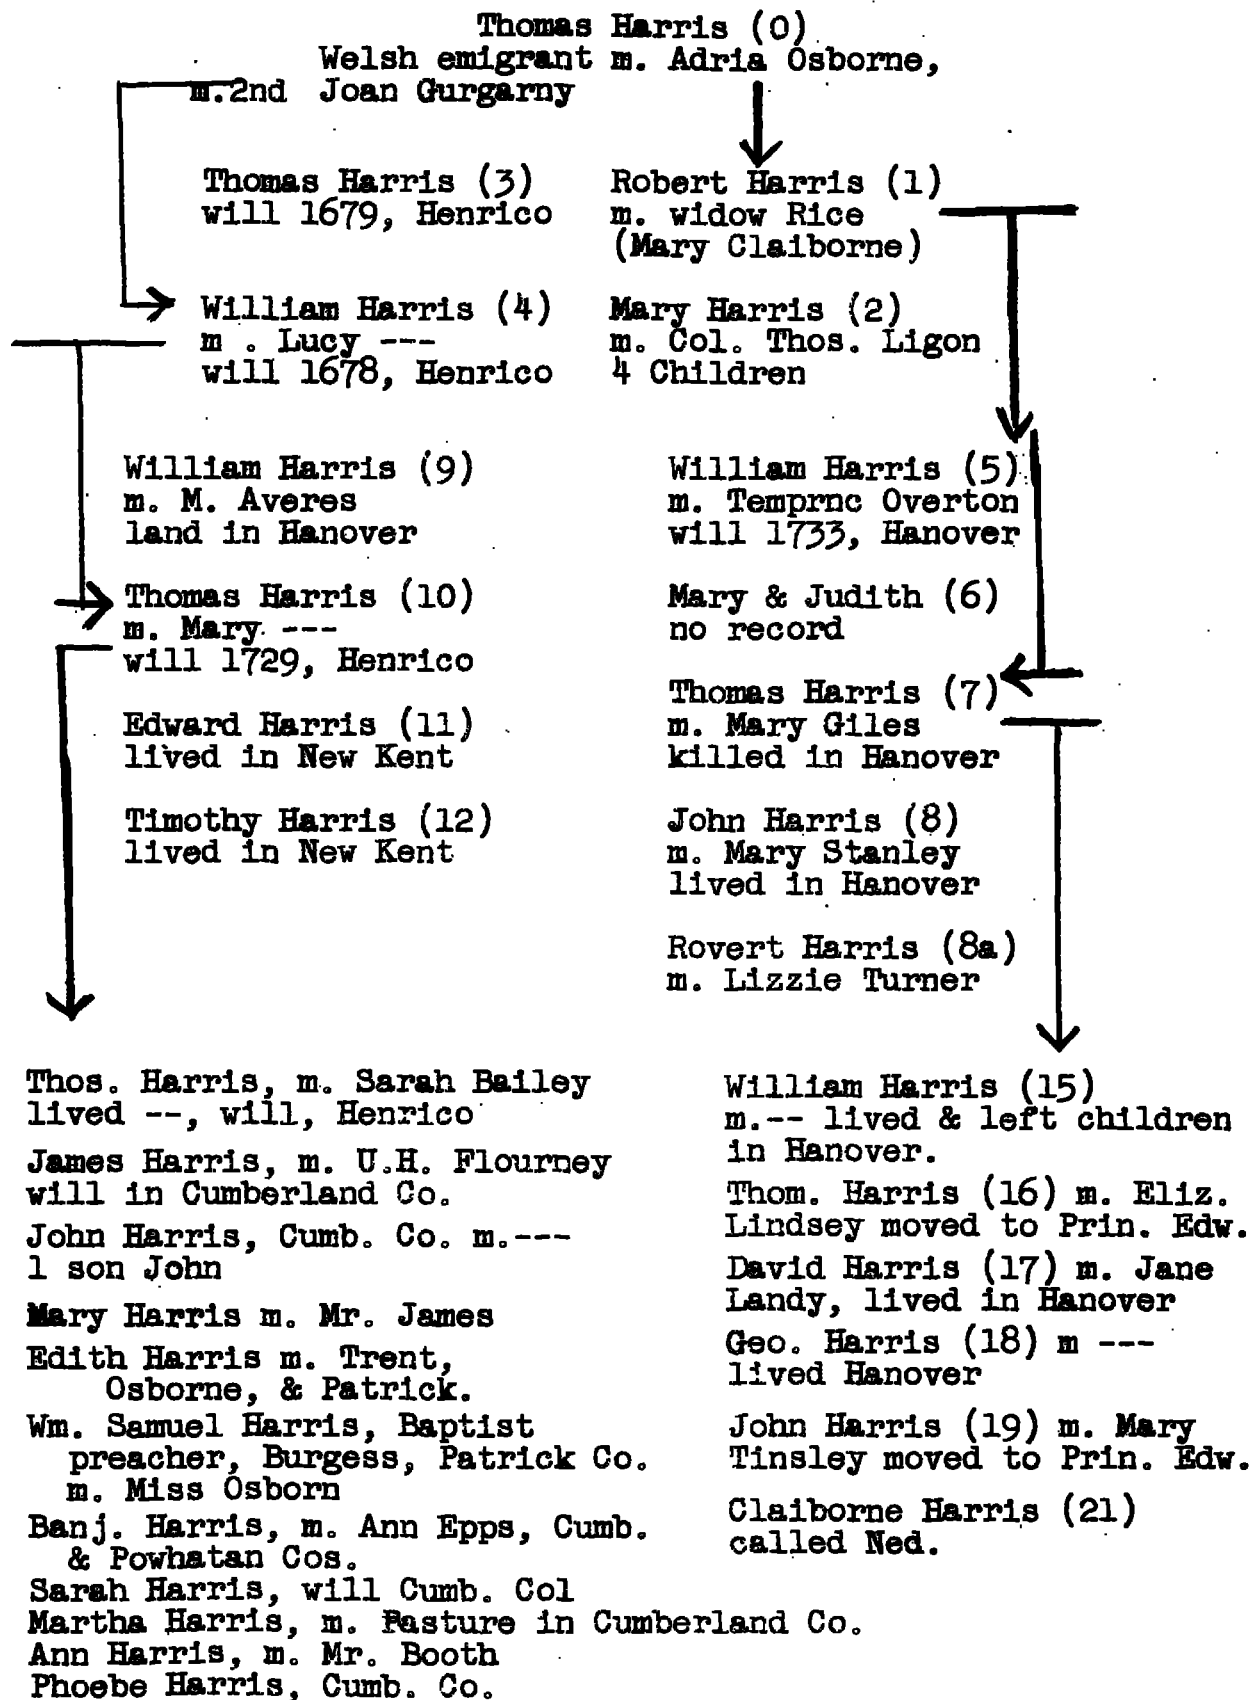 Thomas Harris (0)
Welsh emigrant m. Adria Osborne,
m.2nd Joan Gurgarny
Thomas Harris (3)
will 1679, Henrico
William Harris (4)
m . Lucy ---
will 1678, Henrico
Robert Harris (1)
m. widow Rice
(Mary Claiborne)
Mary Harris (2)
m. Col. Thos. Ligon
4 Children
William Harris (9)
m. M. Averes
land in Hanover
Thomas Harris (10)
m. Mary ---
will 1729, Henrico
Edward Harris (11)
lived in New Kent
Timothy Harris (12)
lived in New Kent
William Harris (5)
m. Temprnc Overton
will 1733, Hanover
Mary & Judith (6)
no record
Thomas Harris (7)
m. Mary Giles
killed in Hanover
John Harris (8)
m. Mary Stanley
lived in Hanover
Rovert Harris (8a)
m. Lizzie Turner
Thos. Harris, m. Sarah Bailey
lived --, will, Henrico
James Harris, m. U.H. Flourney
will in Cumberland Co.
John Harris, Cumb. Co. m.---
1 son John
Mary Harris m. Mr. James
Edith Harris m. Trent,
Osborne, & Patrick.
Wm. Samuel Harris, Baptist
preacher, Burgess, Patrick Co.
m. Miss Osborn
Banj. Harris, m. Ann Epps, Cumb.
& Powhatan Cos.
Sarah Harris, will Cumb. Col
Martha Harris, m. Pasture in Cumberland Co.
Ann Harris, m. Mr. Booth
Phoebe Harris, Cumb. Co.
William Harris (15)
m.-- lived & left children
in Hanover.
Thom. Harris (16) m. Eliz.
Lindsey moved to Prin. Edw.
David Harris (17) m. Jane
Landy, lived in Hanover
Geo. Harris (18) m ---
lived Hanover
John Harris (19) m. Mary
Tinsley moved to Prin. Edw.
Claiborne Harris (21)
called Ned.